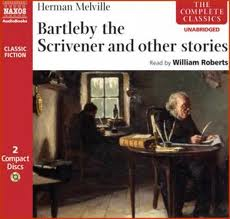 NAXOS
AudioBooks
Herman Melville
THE
COMPLETE
CLASSICS
UNABRIDGED
CLASSIC
FICTION
Bartleby the
Scrivener and other stories
Read by William Roberts
2
Compact
Discs